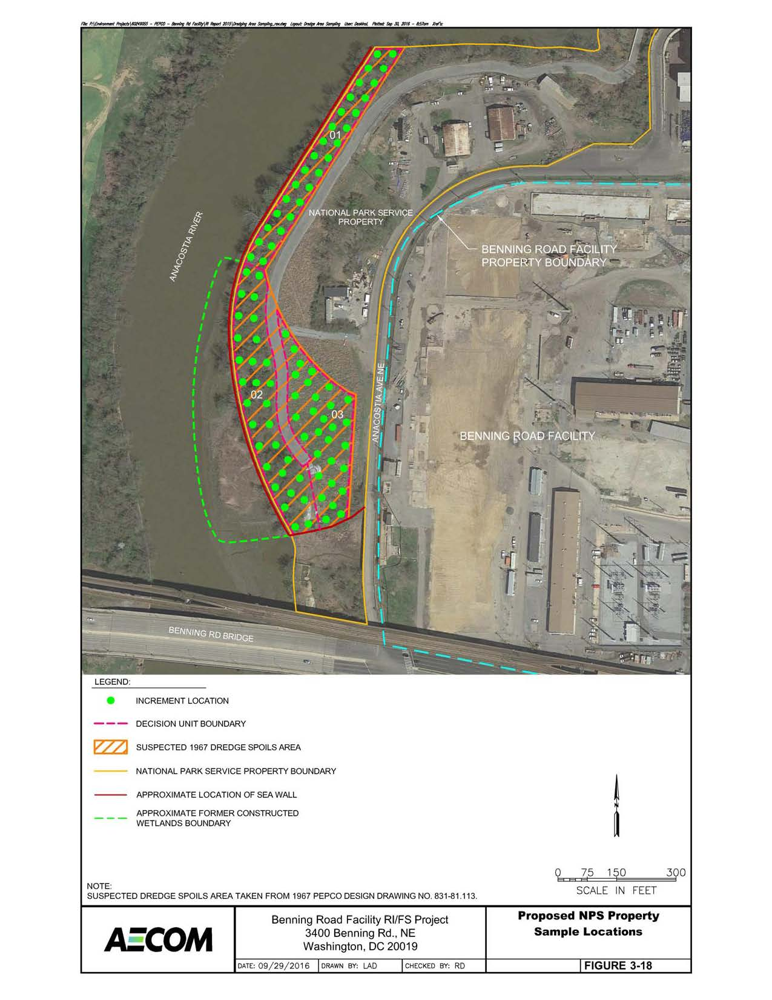 File: P:\Environment Projects\60249055 - PEPCO - Benning Rd Facility\RI Report 2015\Dredging Area Sampling_rev.dwg Layout: Dredge Area Sampling User: DeskinsL Plotted: Sep 30, 2016 - 8:57am Xref's:
01
NATIONAL PARK SERVICE
PROPERTY
ANACOSTIA RIVER
BENNING ROAD FACILITY
PROPERTY BOUNDARY
ANACOSTIA AVE NE
02
03
BENNING ROAD FACILITY
BENNING RD BRIDGE
LEGEND:
INCREMENT LOCATION
DECISION UNIT BOUNDARY
SUSPECTED 1967 DREDGE SPOILS AREA
NATIONAL PARK SERVICE PROPERTY BOUNDARY
APPROXIMATE LOCATION OF SEA WALL
APPROXIMATE FORMER CONSTRUCTED
WETLANDS BOUNDARY
N
0 75 150 300
SCALE IN FEET
NOTE:
SUSPECTED DREDGE SPOILS AREA TAKEN FROM 1967 PEPCO DESIGN DRAWING NO. 831-81.113.
AECOM
Benning Road Facility RI/FS Project
3400 Benning Rd., NE
Washington, DC 20019
DATE: 09/29/2016 DRAWN BY: LAD CHECKED BY: RD
Proposed NPS Property
Sample Locations
FIGURE 3-18